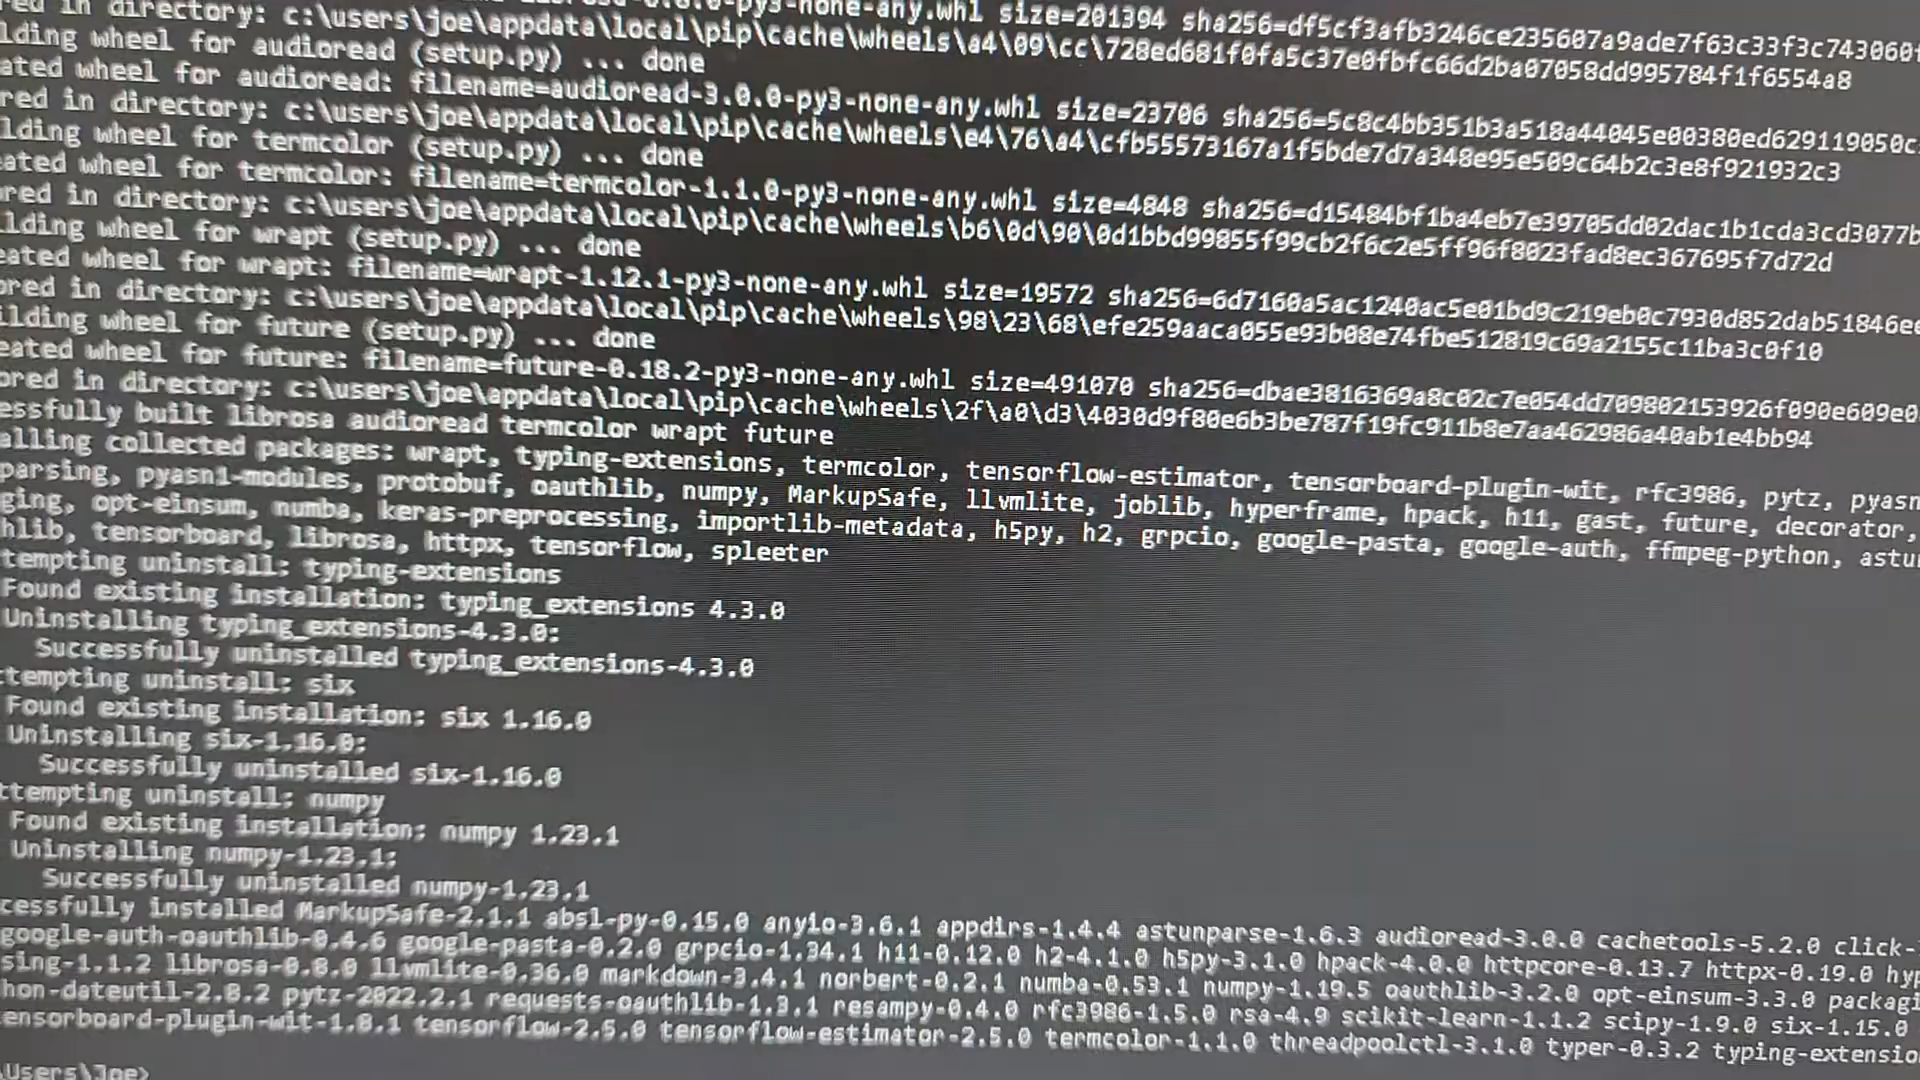 red in directory: c:\users\joe\appdata\local\pip\cache\wheels\a4\09\cc\728ed681f0fa5c37e0fbfc66d2ba07058dd995784f1f6554a8
lding wheel for audioread (setup.py) ... done
ated wheel for audioread: filename=audioread-3.0.0-py3-none-any.whl size=23706 sha256=5c8c4bb351b3a518a44045e00380ed629119050c
red in directory: c:\users\joe\appdata\local\pip\cache\wheels\e4\76\a4\cfb55573167a1f5bde7d7a348e95e509c64b2c3e8f921932c3
lding wheel for termcolor (setup.py) ... done
ated wheel for termcolor: filename=termcolor-1.1.0-py3-none-any.whl size=4848 sha256=d15484bf1ba4eb7e39705dd02dac1b1cda3cd3077b
red in directory: c:\users\joe\appdata\local\pip\cache\wheels\b6\0d\90\0d1bbd99855f99cb2f6c2e5ff96f8023fad8ec367695f7d72d
lding wheel for wrapt (setup.py) ... done
eated wheel for wrapt: filename=wrapt-1.12.1-py3-none-any.whl size=19572 sha256=6d7160a5ac1240ac5e01bd9c219eb0c7930d852dab51846e
ored in directory: c:\users\joe\appdata\local\pip\cache\wheels\98\23\68\efe259aaca055e93b08e74fbe512819c69a2155c11ba3c0f10
ilding wheel for future (setup.py) ... done
eated wheel for future: filename=future-0.18.2-py3-none-any.whl size=491070 sha256=dbae3816369a8c02c7e054dd709802153926f090e609e0
ored in directory: c:\users\joe\appdata\local\pip\cache\wheels\2f\a0\d3\4030d9f80e6b3be787f19fc911b8e7aa462986a40ab1e4bb94
essfully built librosa audioread termcolor wrapt future
alling collected packages: wrapt, typing-extensions, termcolor, tensorflow-estimator, tensorboard-plugin-wit, rfc3986, pytz, pyasn
parsing, pyasn1-modules, protobuf, oauthlib, numpy, MarkupSafe, llvmlite, joblib, hyperframe, hpack, h11, gast, future, decorator,
ging, opt-einsum, numba, keras-preprocessing, importlib-metadata, h5py, h2, grpcio, google-pasta, google-auth, ffmpeg-python, astu
hlib, tensorboard, librosa, httpx, tensorflow, spleeter
tempting uninstall: typing-extensions
Found existing installation: typing_extensions 4.3.0
Uninstalling typing_extensions-4.3.0:
Successfully uninstalled typing_extensions-4.3.0
ttempting uninstall: six
Found existing installation: six 1.16.0
Uninstalling six-1.16.0:
Successfully uninstalled six-1.16.0
ttempting uninstall: numpy
Found existing installation: numpy 1.23.1
Uninstalling numpy-1.23.1:
Successfully uninstalled numpy-1.23.1
cessfully installed MarkupSafe-2.1.1 absl-py-0.15.0 anyio-3.6.1 appdirs-1.4.4 astunparse-1.6.3 audioread-3.0.0 cachetools-5.2.0 click-
google-auth-oauthlib-0.4.6 google-pasta-0.2.0 grpcio-1.34.1 h11-0.12.0 h2-4.1.0 h5py-3.1.0 hpack-4.0.0 httpcore-0.13.7 httpx-0.19.0 hyp
sing-1.1.2 librosa-0.8.0 llvmlite-0.36.0 markdown-3.4.1 norbert-0.2.1 numba-0.53.1 numpy-1.19.5 oauthlib-3.2.0 opt-einsum-3.3.0 packagi
hon-dateutil-2.8.2 pytz-2022.2.1 requests-oauthlib-1.3.1 resampy-0.4.0 rfc3986-1.5.0 rsa-4.9 scikit-learn-1.1.2 scipy-1.9.0 six-1.15.0
ensorboard-plugin-wit-1.8.1 tensorflow-2.5.0 tensorflow-estimator-2.5.0 termcolor-1.1.0 threadpoolctl-3.1.0 typer-0.3.2 typing-extensio
\Users\Joe>